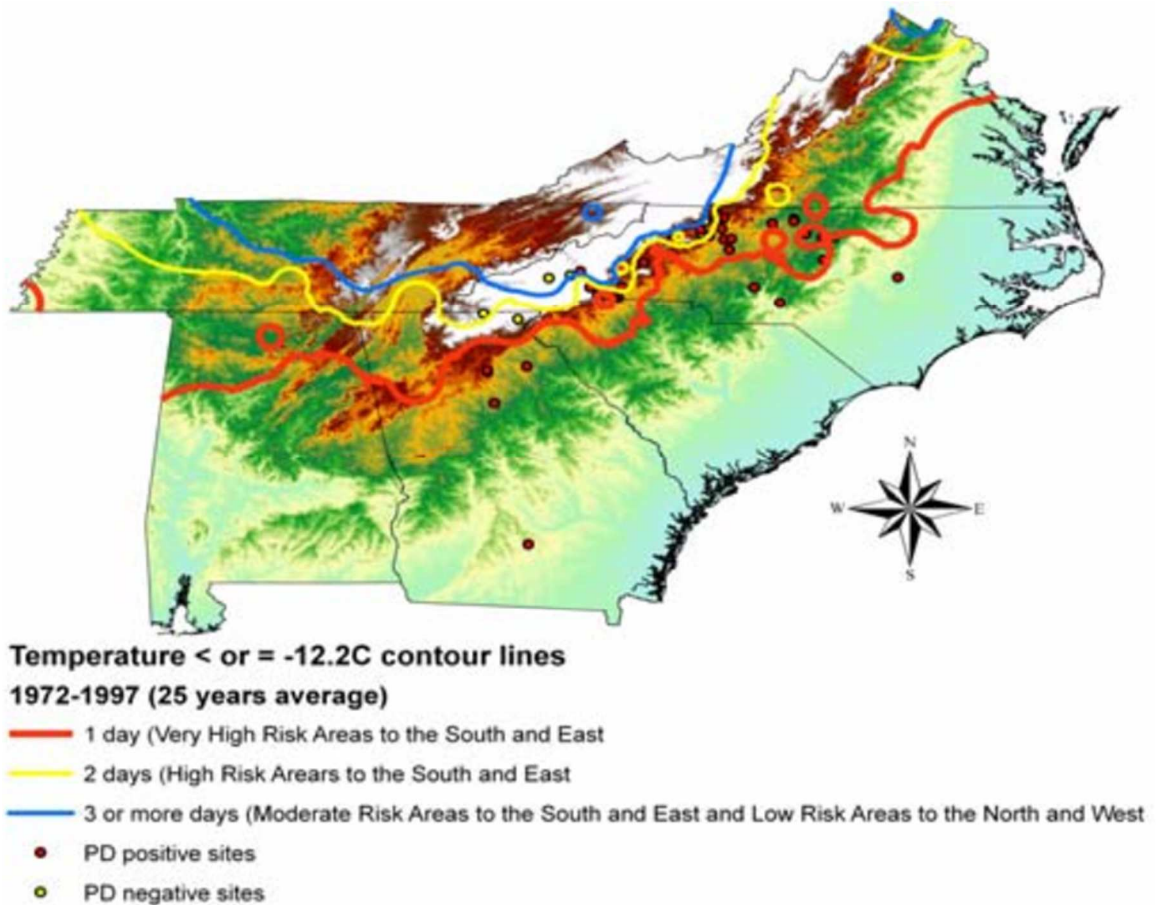 N
W E
S
Temperature < or = -12.2C contour lines
1972-1997 (25 years average)
1 day (Very High Risk Areas to the South and East
2 days (High Risk Arears to the South and East
3 or more days (Moderate Risk Areas to the South and East and Low Risk Areas to the North and West
PD positive sites
PD negative sites